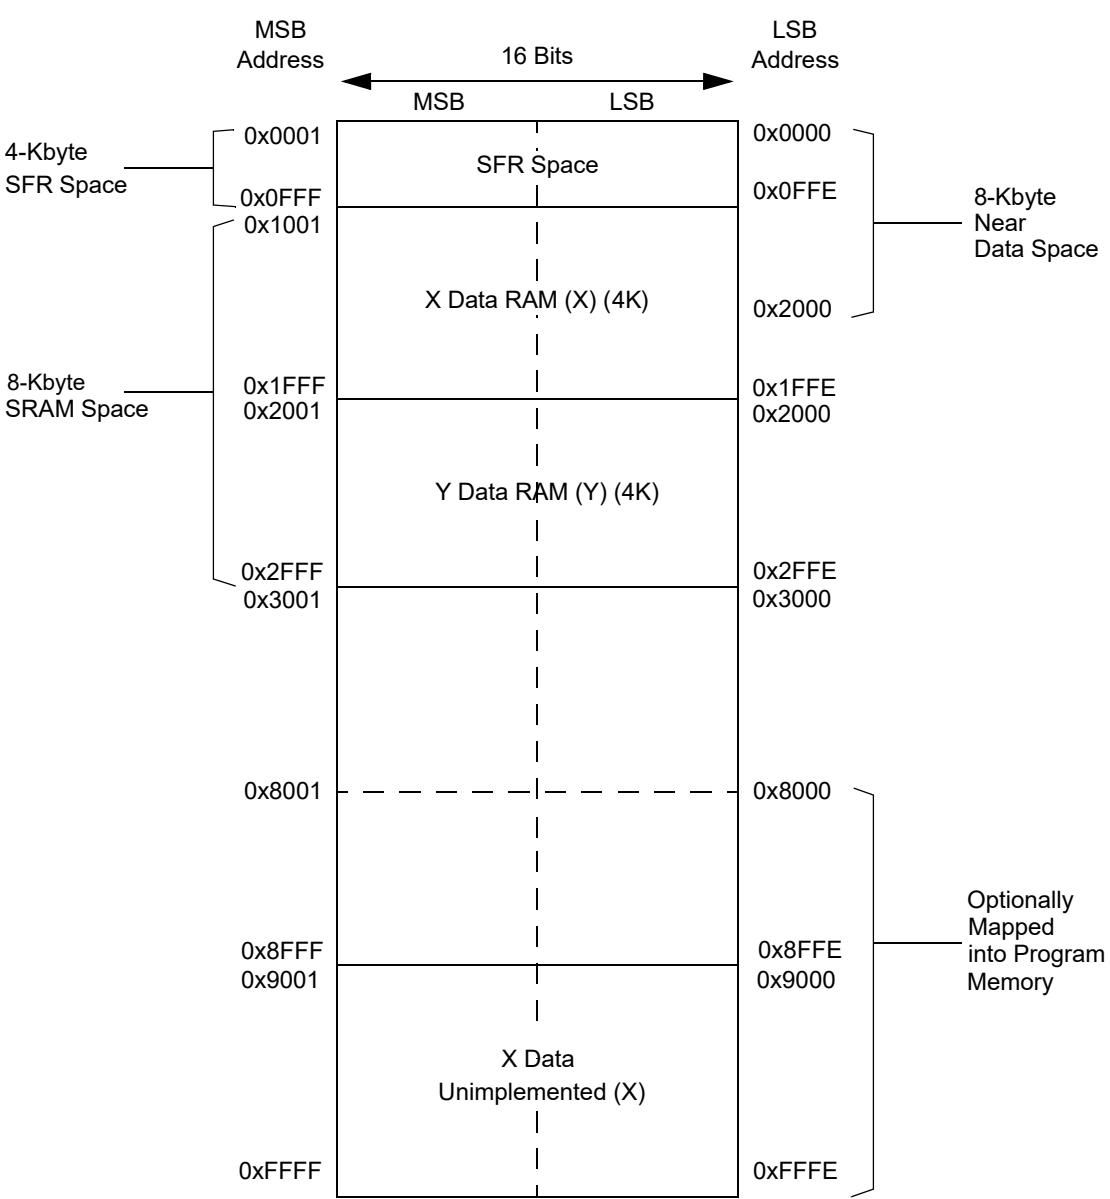 MSB
Address
LSB
Address
16 Bits
MSB
LSB
4-Kbyte
SFR Space
0x0001
0x0FFF
SFR Space
0x0000
0x0FFE
8-Kbyte
Near
Data Space
0x1001
X Data RAM (X) (4K)
0x2000
8-Kbyte
SRAM Space
0x1FFF
0x2001
0x1FFE
0x2000
Y Data RAM (Y) (4K)
0x2FFF
0x3001
0x2FFE
0x3000
0x8001
0x8000
Optionally
Mapped
into Program
Memory
0x8FFF
0x9001
0x8FFE
0x9000
X Data
Unimplemented (X)
0xFFFF
0xFFFE